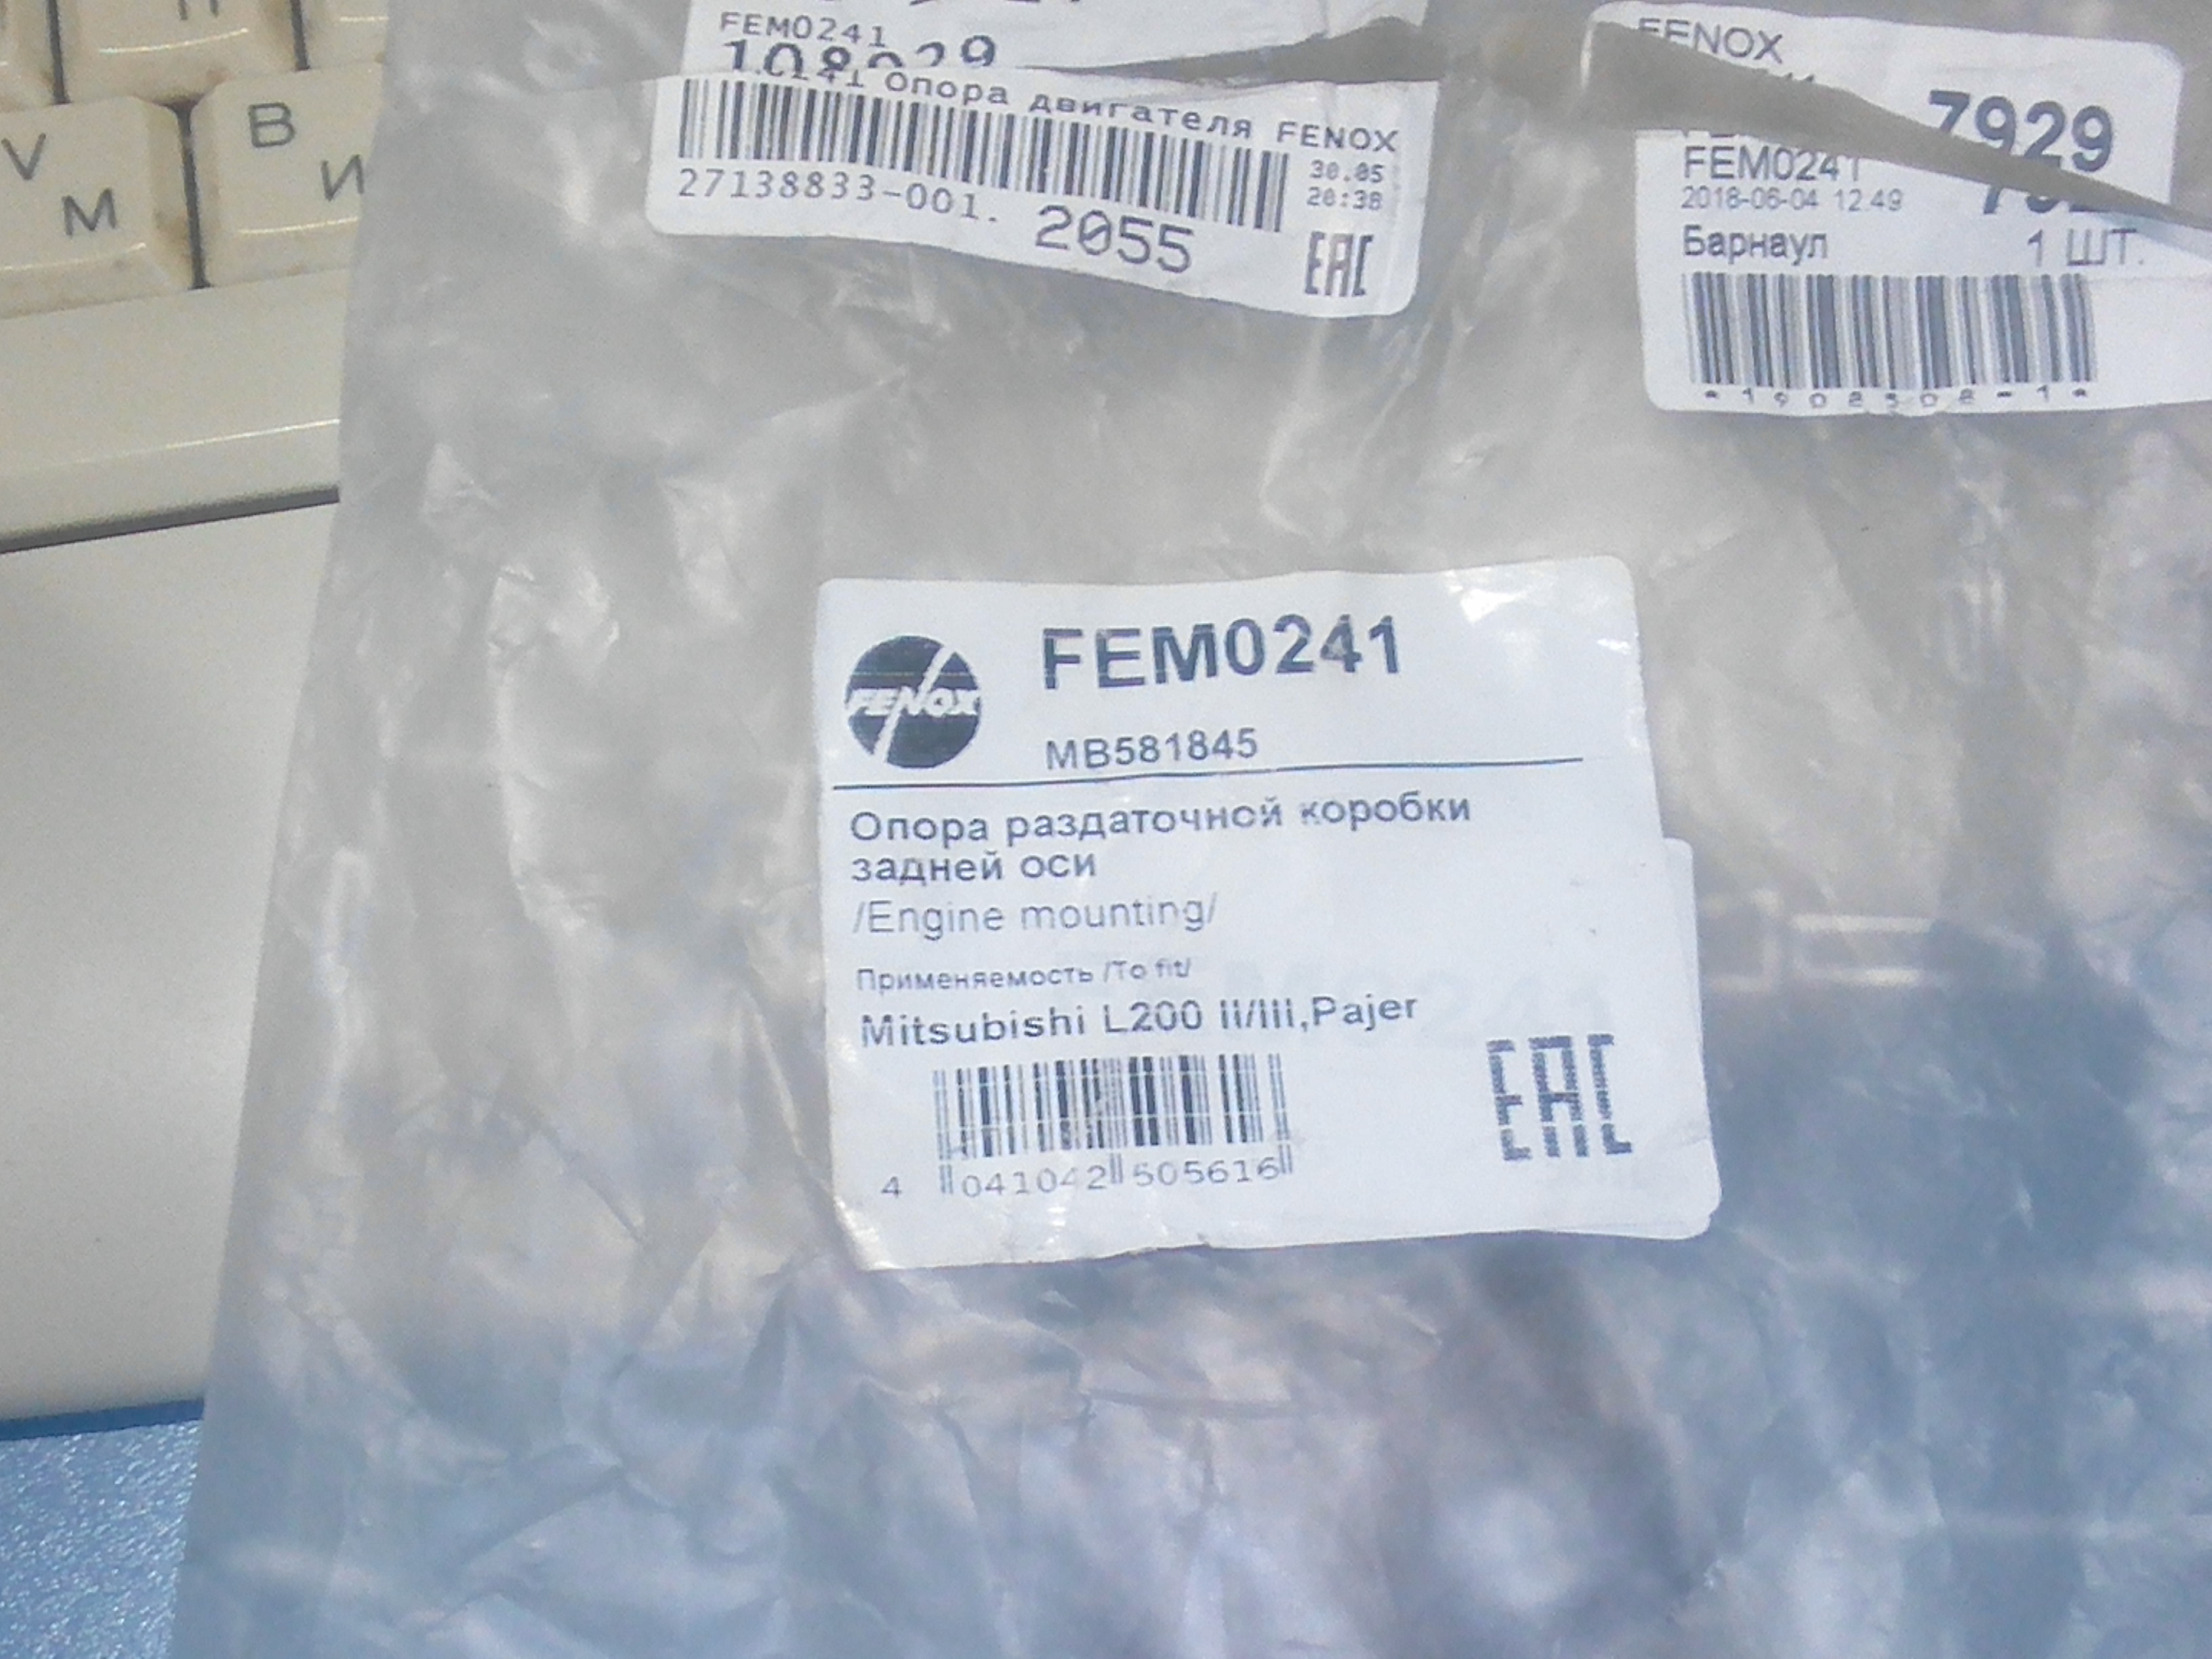 FEM0241
Опора двигателя FENOX
30.05
20:38
27138833-001.
2055
EAC
FENOX
7929
FEM0241
2018-06-04 12:49
Барнаул 1 ШТ.
V
М
B
И
FENOX
FEM0241
MB581845
Опора раздаточной коробки
задней оси
/Engine mounting/
Применяемость /To fit/
Mitsubishi L200 II/III,Pajer
EAC
4 041042 505616